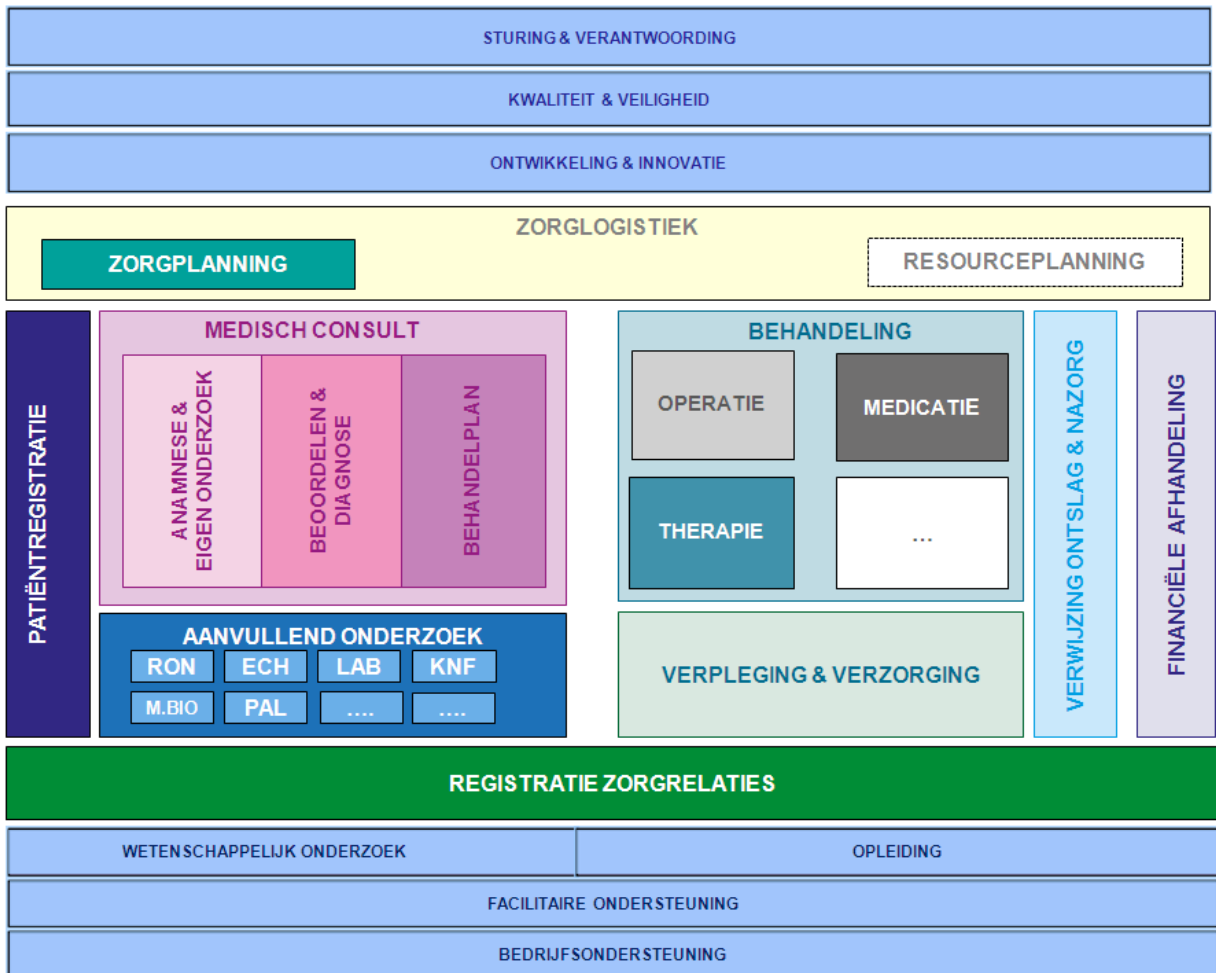 STURING & VERANTWOORDING
KWALITEIT & VEILIGHEID
ONTWIKKELING & INNOVATIE
ZORGLOGISTIEK
ZORGPLANNING
RESOURCEPLANNING
PATIËNTREGISTRATIE
MEDISCH CONSULT
ANAMNESE &
EIGEN ONDERZOEK
BEOORDELEN &
DIAGNOSE
BEHANDELPLAN
AANVULLEND ONDERZOEK
RON
ECH
LAB
KNF
M.BIO
PAL
....
....
BEHANDELING
OPERATIE
MEDICATIE
THERAPIE
...
VERPLEGING & VERZORGING
VERWIJZING ONTSLAG & NAZORG
FINANCIËLE AFHANDELING
REGISTRATIE ZORGRELATIES
WETENSCHAPPELIJK ONDERZOEK
OPLEIDING
FACILITAIRE ONDERSTEUNING
BEDRIJFSONDERSTEUNING